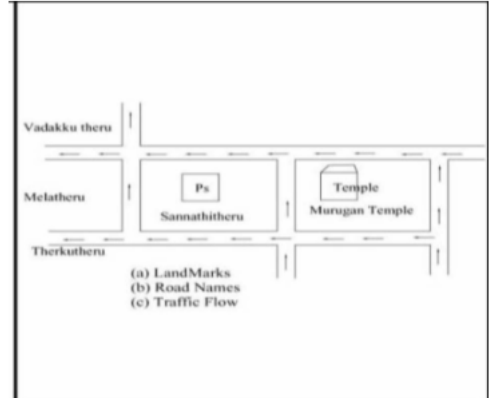 Vadakku theru
Ps
Temple
Melatheru
Sannathitheru
Murugan Temple
Therkutheru
(a) LandMarks
(b) Road Names
(c) Traffic Flow